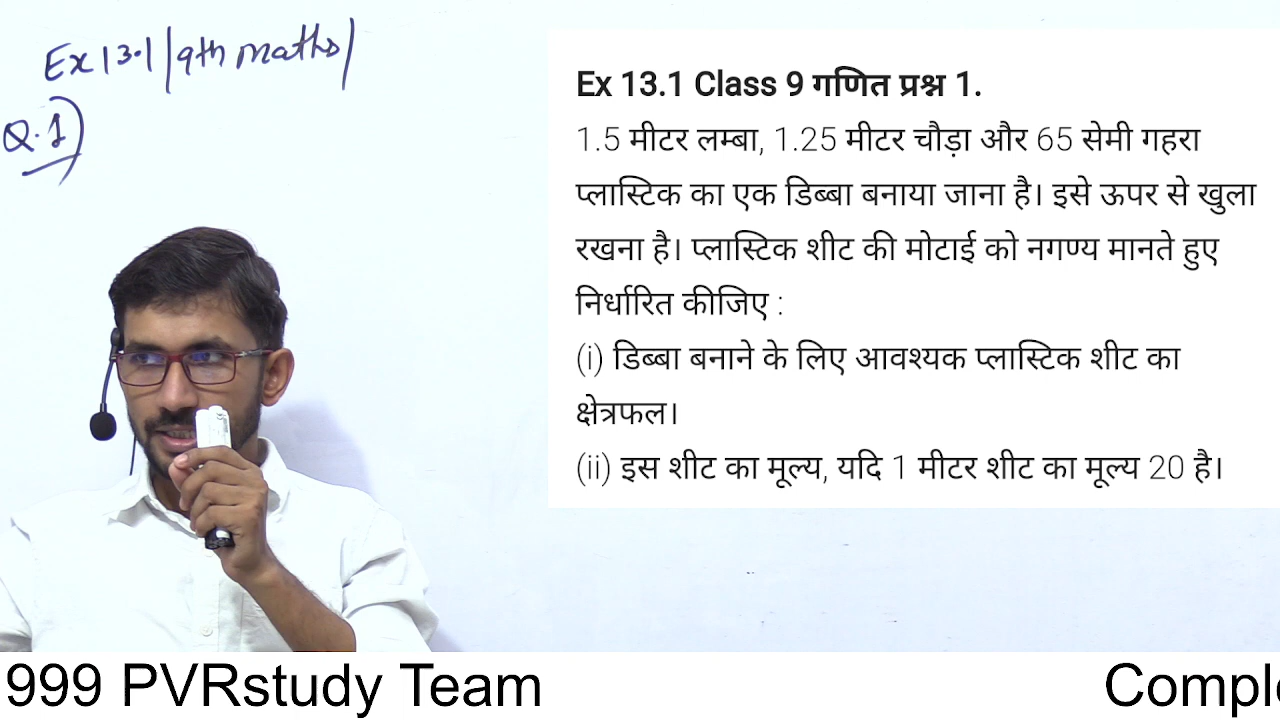 Ex 13.1 | 9th maths |
Q.1)
Ex 13.1 Class 9 गणित प्रश्न 1.
1.5 मीटर लम्बा, 1.25 मीटर चौड़ा और 65 सेमी गहरा
प्लास्टिक का एक डिब्बा बनाया जाना है। इसे ऊपर से खुला
रखना है। प्लास्टिक शीट की मोटाई को नगण्य मानते हुए
निर्धारित कीजिए :
(i) डिब्बा बनाने के लिए आवश्यक प्लास्टिक शीट का
क्षेत्रफल।
(ii) इस शीट का मूल्य, यदि 1 मीटर शीट का मूल्य 20 है।
999 PVRstudy Team
Comple